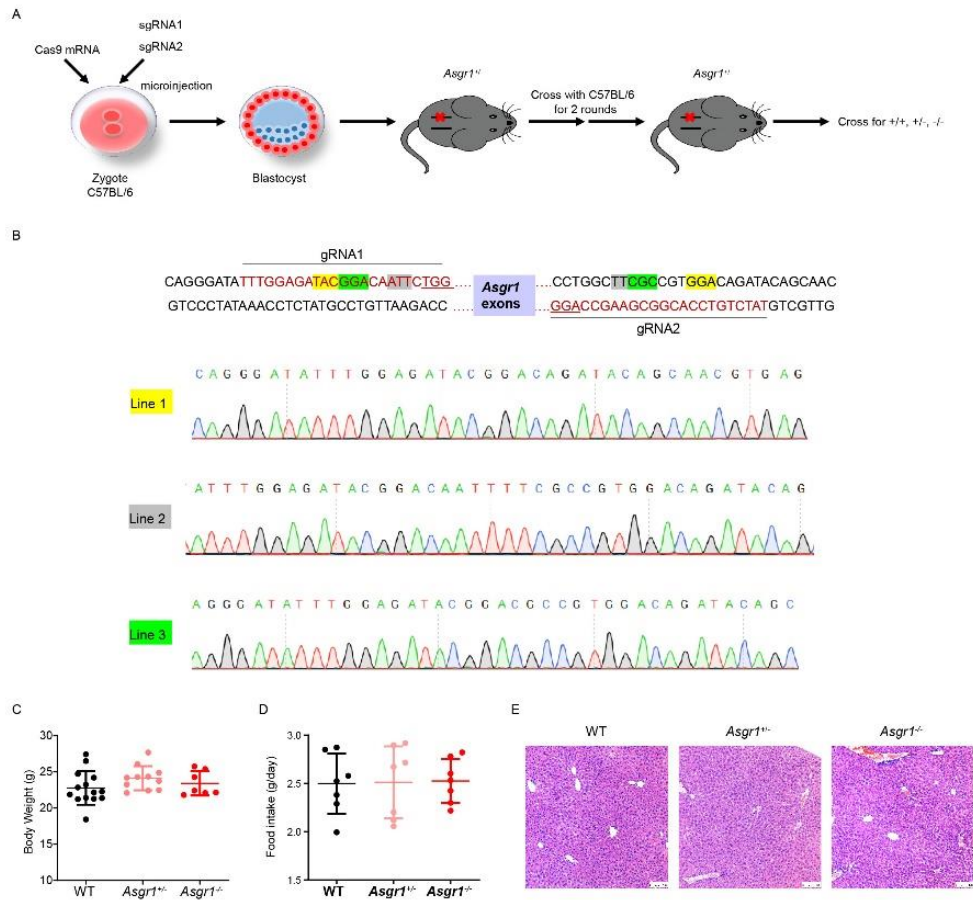 A
sgRNA1
Cas9 mRNA
sgRNA2
microinjection
Zygote
C57BL/6
Blastocyst
Asgr1+/-
Cross with C57BL/6
for 2 rounds
Asgr1+/-
Cross for +/+, +/-, -/-
B
gRNA1
CAGGGATATTTGGAGATACGGACAATTCTGG
CCTGGCTTCGCCGTGGACAGATACAGCAAC
GTCCCTATAAACCTCTATGCCTGTTAAGACC
GGACCGAAGCGGCACCTGTCTATGTCGTTG
Asgr1
exons
gRNA2
Line 1
CAGGGATATTTGGAGATACGGACAGATACAGCAACGTGAG
Line 2
ATTTGGAGATACGGACAATTTTCGCCGTGGACAGATACAG
Line 3
AGGGATATTTGGAGATACGGACGCCGTGGACAGATACAGC
C
Body Weight (g)
30
25
20
15
10
WT
Asgr1+/-
Asgr1-/-
D
Food intake (g/day)
3.0
2.5
2.0
1.5
WT
Asgr1+/-
Asgr1-/-
E
WT
Asgr1+/-
Asgr1-/-